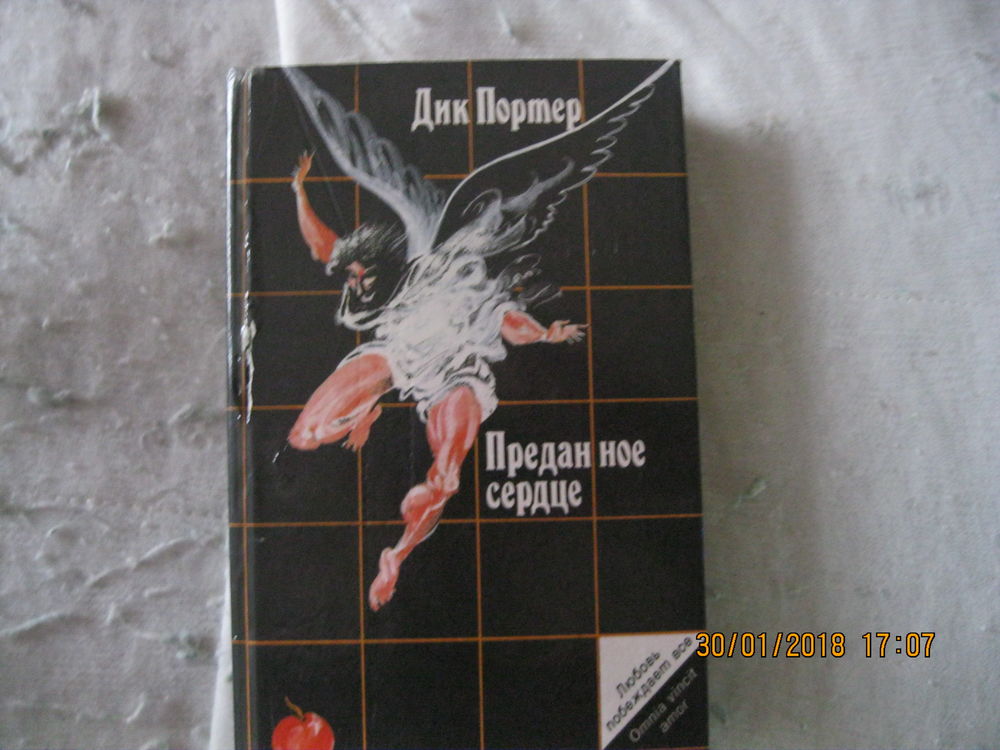 Дик Портер
Преданное
сердце
Любовь
побеждает все
Omnia vincit
amor
30/01/2018 17:07